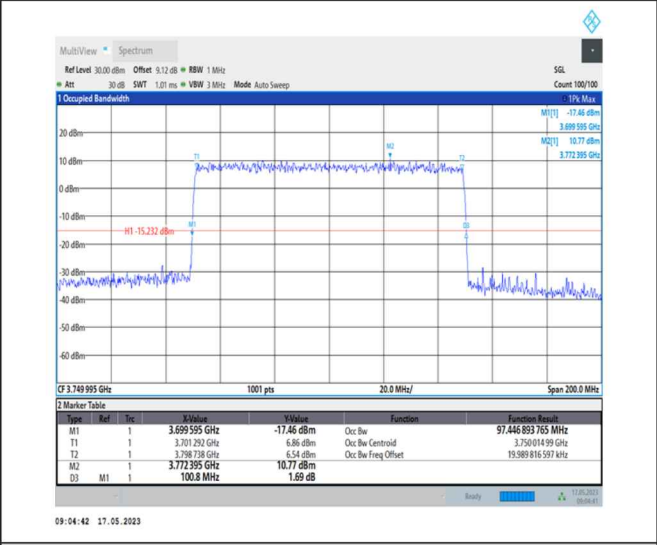 MultiView Spectrum
Ref Level 30.00 dBm Offset 9.12 dB RBW 1 MHz SGL
Att 30 dB SWT 1.01 ms VBW 3 MHz Mode Auto Sweep Count 100/100
1 Occupied Bandwidth 1Pk Max
M1[1] -17.46 dBm
3.699 595 GHz
M2[1] 10.77 dBm
3.772 395 GHz
20 dBm
M2
T1 T2
10 dBm
0 dBm
-10 dBm
M1 D3
H1 -15.232 dBm
-20 dBm
-30 dBm
-40 dBm
-50 dBm
-60 dBm
CF 3.749 995 GHz 1001 pts 20.0 MHz/ Span 200.0 MHz
2 Marker Table
Type Ref Trc X-Value Y-Value Function Function Result
M1 1 3.699 595 GHz -17.46 dBm Occ Bw 97.446 893 765 MHz
T1 1 3.701 292 GHz 6.86 dBm Occ Bw Centroid 3.750 014 99 GHz
T2 1 3.798 738 GHz 6.54 dBm Occ Bw Freq Offset 19.989 816 597 kHz
M2 1 3.772 395 GHz 10.77 dBm
D3 M1 1 100.8 MHz 1.69 dB
Ready 17.05.2023
09:04:41
09:04:42 17.05.2023